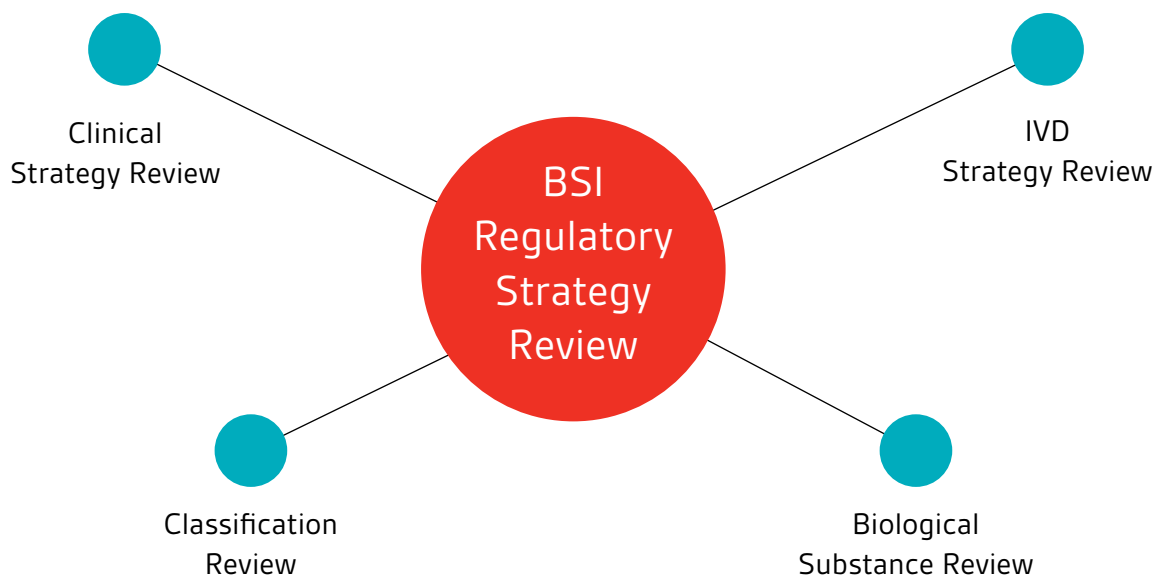 Clinical
Strategy Review
IVD
Strategy Review
BSI
Regulatory
Strategy
Review
Classification
Review
Biological
Substance Review